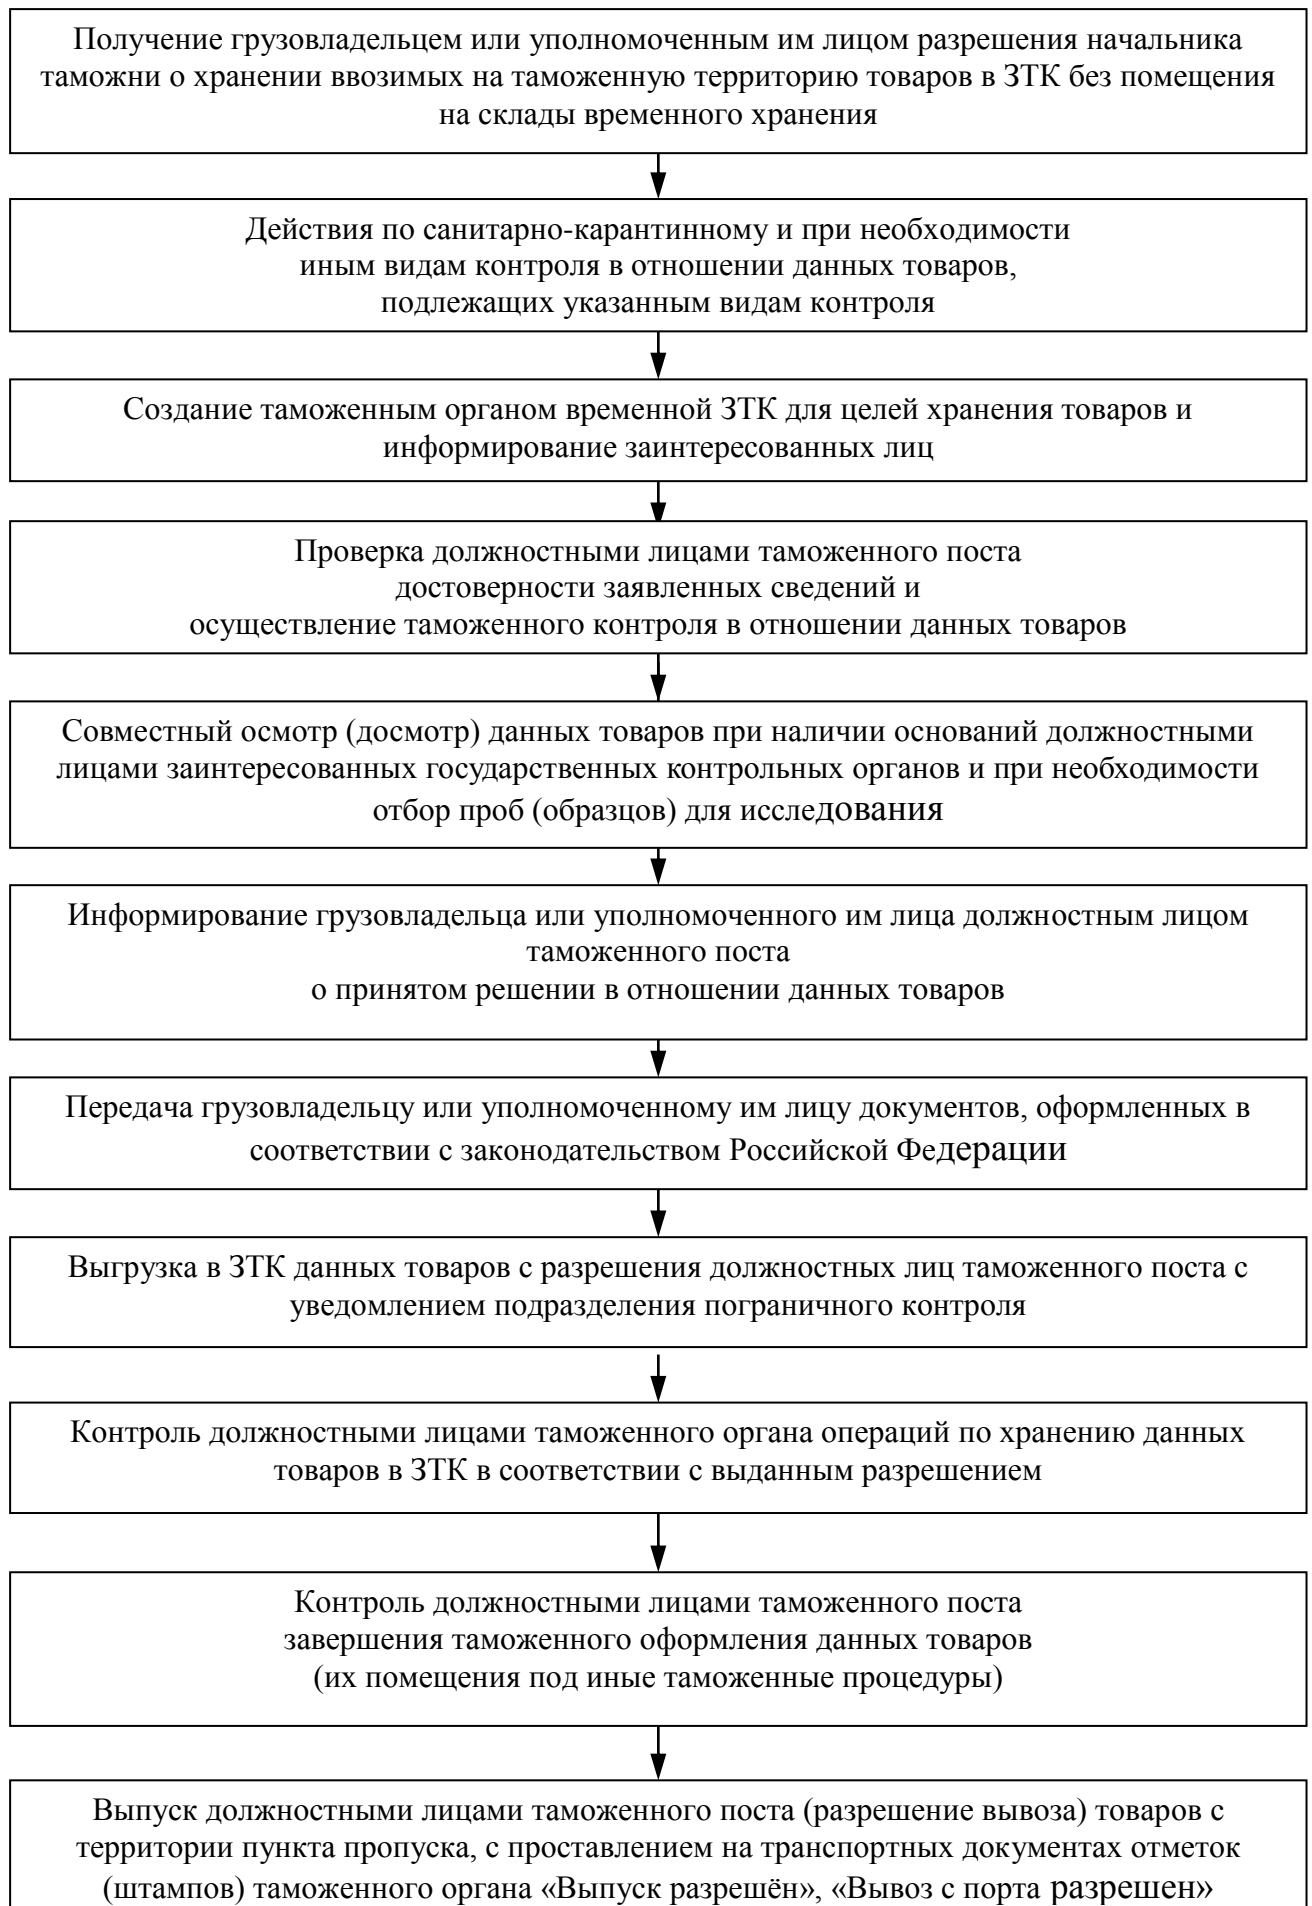 Получение грузовладельцем или уполномоченным им лицом разрешения начальника
таможни о хранении ввозимых на таможенную территорию товаров в ЗТК без помещения
на склады временного хранения
Действия по санитарно-карантинному и при необходимости
иным видам контроля в отношении данных товаров,
подлежащих указанным видам контроля
Создание таможенным органом временной ЗТК для целей хранения товаров и
информирование заинтересованных лиц
Проверка должностными лицами таможенного поста
достоверности заявленных сведений и
осуществление таможенного контроля в отношении данных товаров
Совместный осмотр (досмотр) данных товаров при наличии оснований должностными
лицами заинтересованных государственных контрольных органов и при необходимости
отбор проб (образцов) для исследования
Информирование грузовладельца или уполномоченного им лица должностным лицом
таможенного поста
о принятом решении в отношении данных товаров
Передача грузовладельцу или уполномоченному им лицу документов, оформленных в
соответствии с законодательством Российской Федерации
Выгрузка в ЗТК данных товаров с разрешения должностных лиц таможенного поста с
уведомлением подразделения пограничного контроля
Контроль должностными лицами таможенного органа операций по хранению данных
товаров в ЗТК в соответствии с выданным разрешением
Контроль должностными лицами таможенного поста
завершения таможенного оформления данных товаров
(их помещения под иные таможенные процедуры)
Выпуск должностными лицами таможенного поста (разрешение вывоза) товаров с
территории пункта пропуска, с проставлением на транспортных документах отметок
(штампов) таможенного органа «Выпуск разрешён», «Вывоз с порта разрешен»